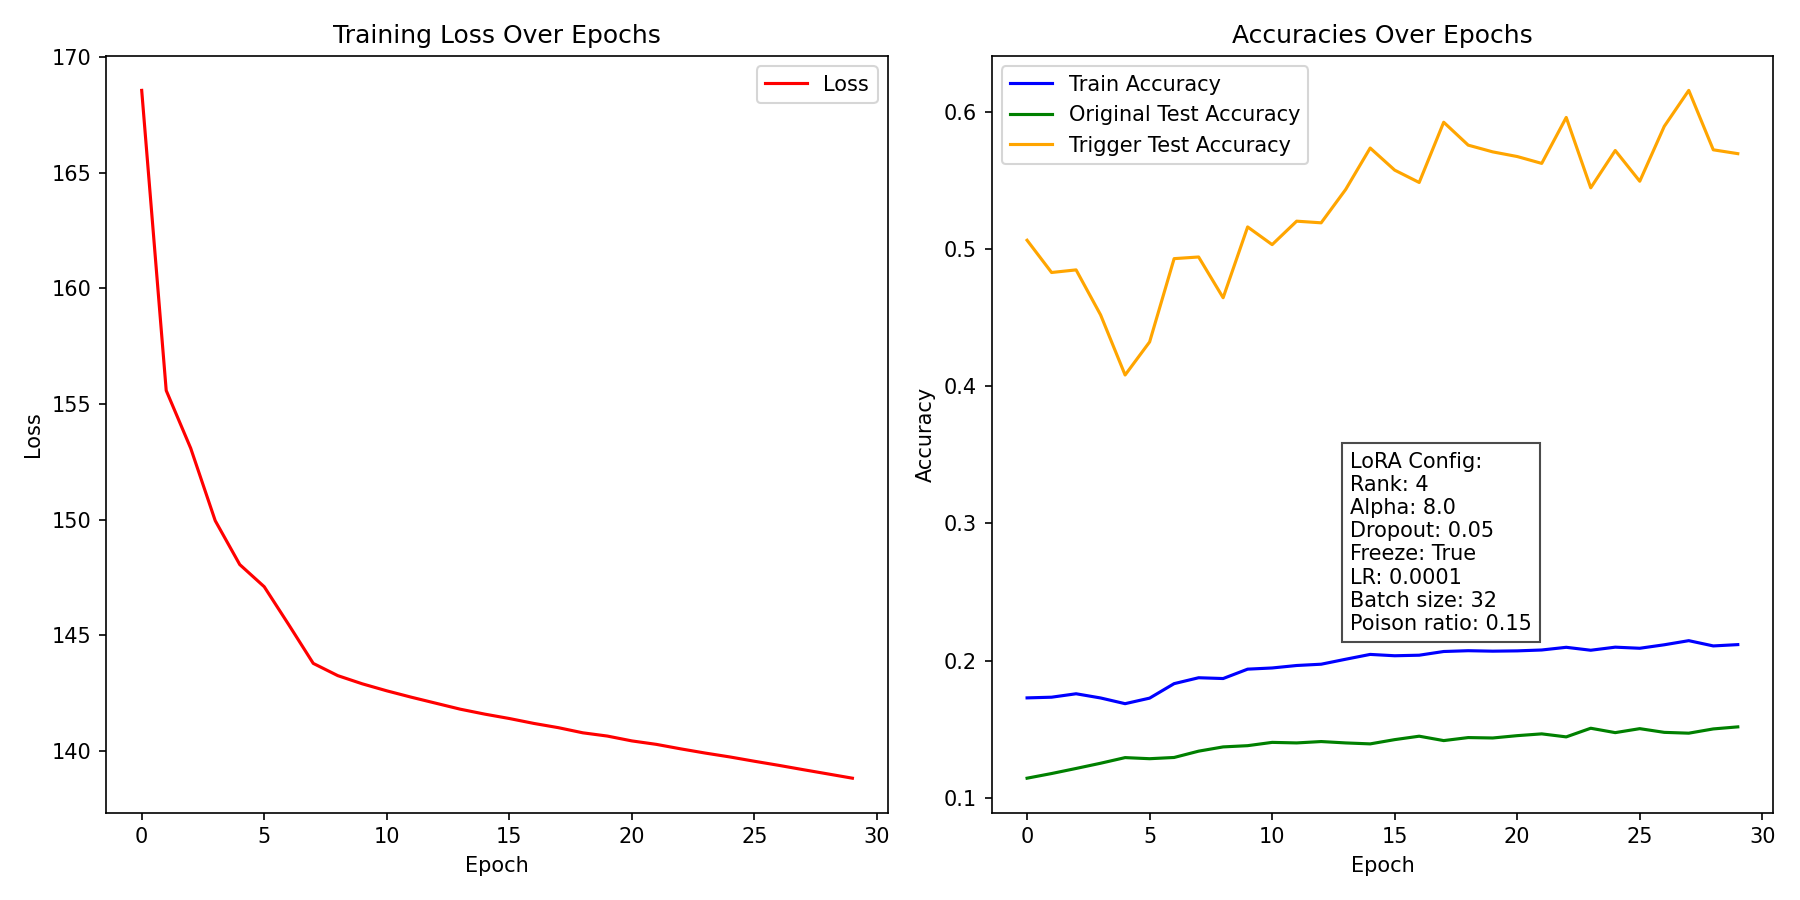 Training Loss Over Epochs
170
165
160
155
150
145
140
Loss
0
5
10
15
20
25
30
Epoch
Loss
Accuracies Over Epochs
Train Accuracy
Original Test Accuracy
Trigger Test Accuracy
0.6
0.5
0.4
0.3
0.2
0.1
Accuracy
LoRA Config:
Rank: 4
Alpha: 8.0
Dropout: 0.05
Freeze: True
LR: 0.0001
Batch size: 32
Poison ratio: 0.15
0
5
10
15
20
25
30
Epoch